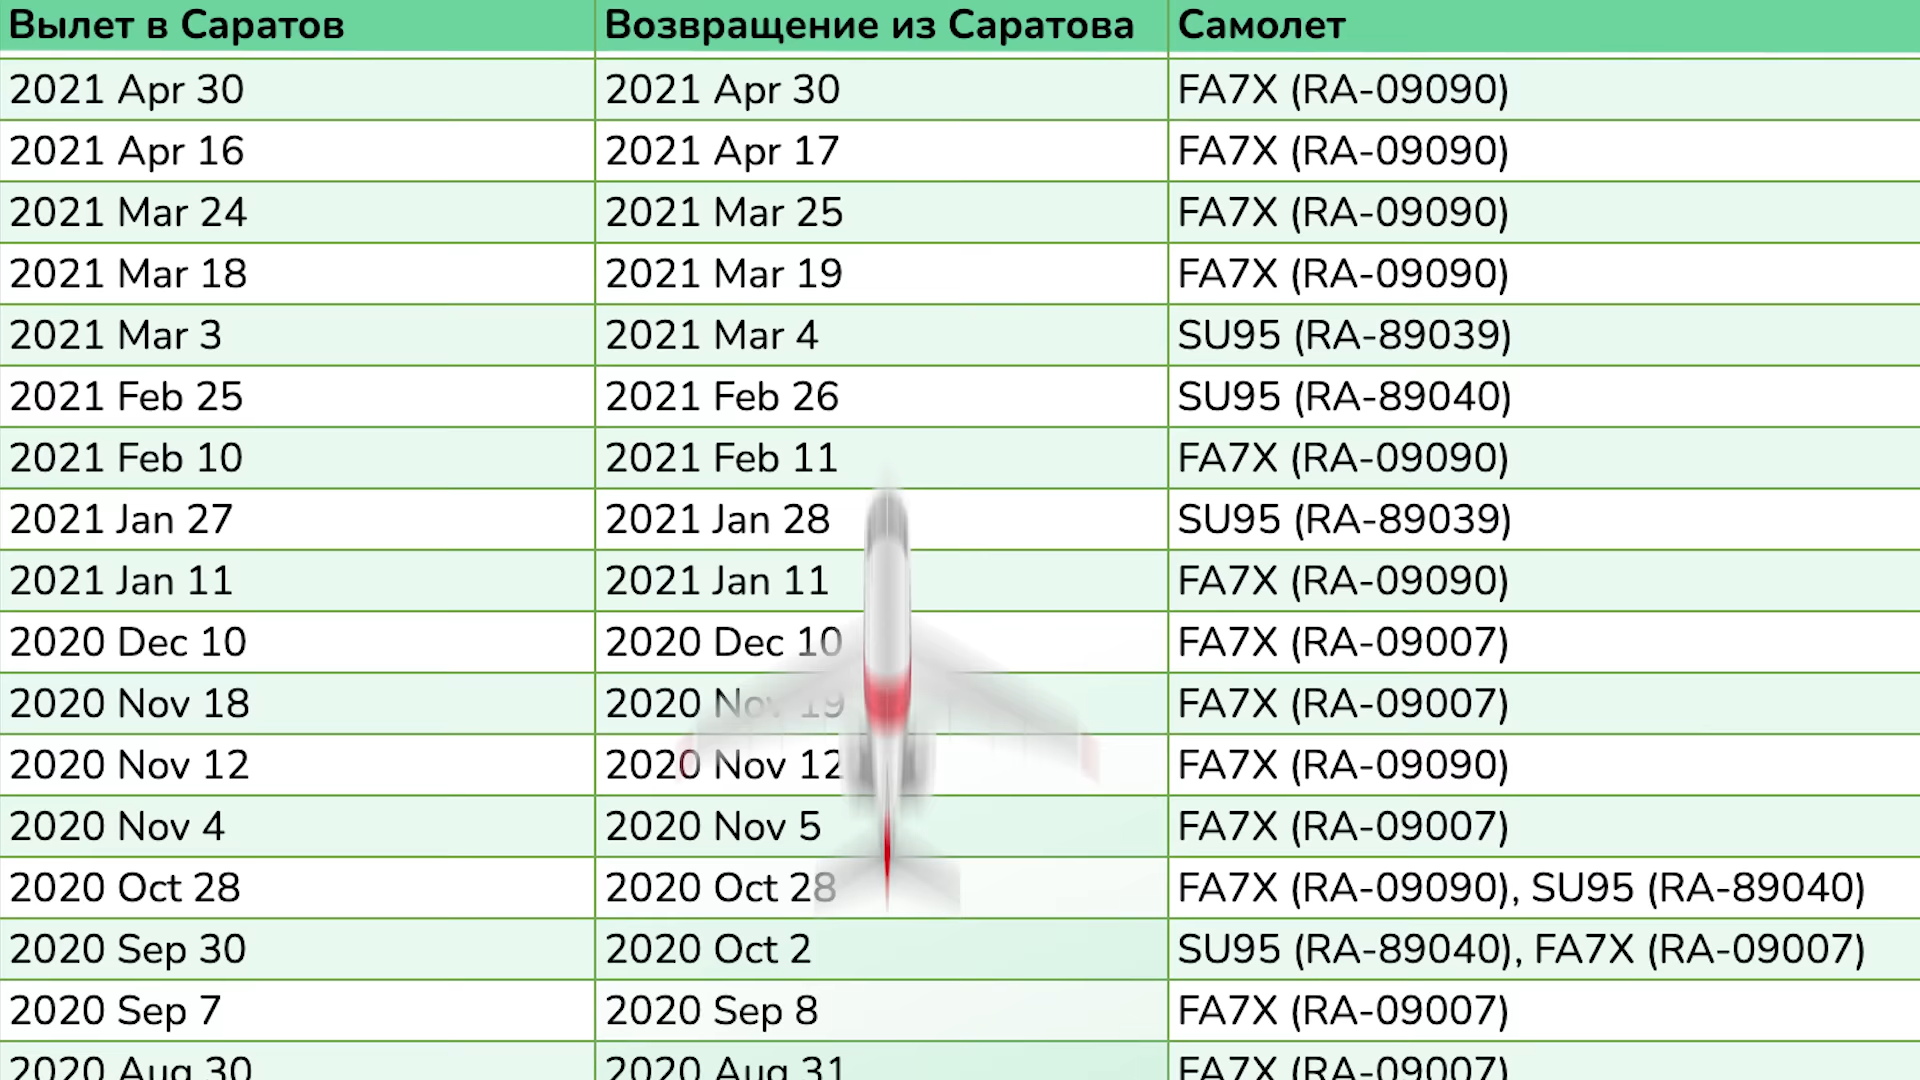 Вылет в Саратов Возвращение из Саратова Самолет
2021 Apr 30 2021 Apr 30 FA7X (RA-09090)
2021 Apr 16 2021 Apr 17 FA7X (RA-09090)
2021 Mar 24 2021 Mar 25 FA7X (RA-09090)
2021 Mar 18 2021 Mar 19 FA7X (RA-09090)
2021 Mar 3 2021 Mar 4 SU95 (RA-89039)
2021 Feb 25 2021 Feb 26 SU95 (RA-89040)
2021 Feb 10 2021 Feb 11 FA7X (RA-09090)
2021 Jan 27 2021 Jan 28 SU95 (RA-89039)
2021 Jan 11 2021 Jan 11 FA7X (RA-09090)
2020 Dec 10 2020 Dec 10 FA7X (RA-09007)
2020 Nov 18 2020 Nov 19 FA7X (RA-09007)
2020 Nov 12 2020 Nov 12 FA7X (RA-09090)
2020 Nov 4 2020 Nov 5 FA7X (RA-09007)
2020 Oct 28 2020 Oct 28 FA7X (RA-09090), SU95 (RA-89040)
2020 Sep 30 2020 Oct 2 SU95 (RA-89040), FA7X (RA-09007)
2020 Sep 7 2020 Sep 8 FA7X (RA-09007)
2020 Aug 30 2020 Aug 31 FA7X (RA-09007)